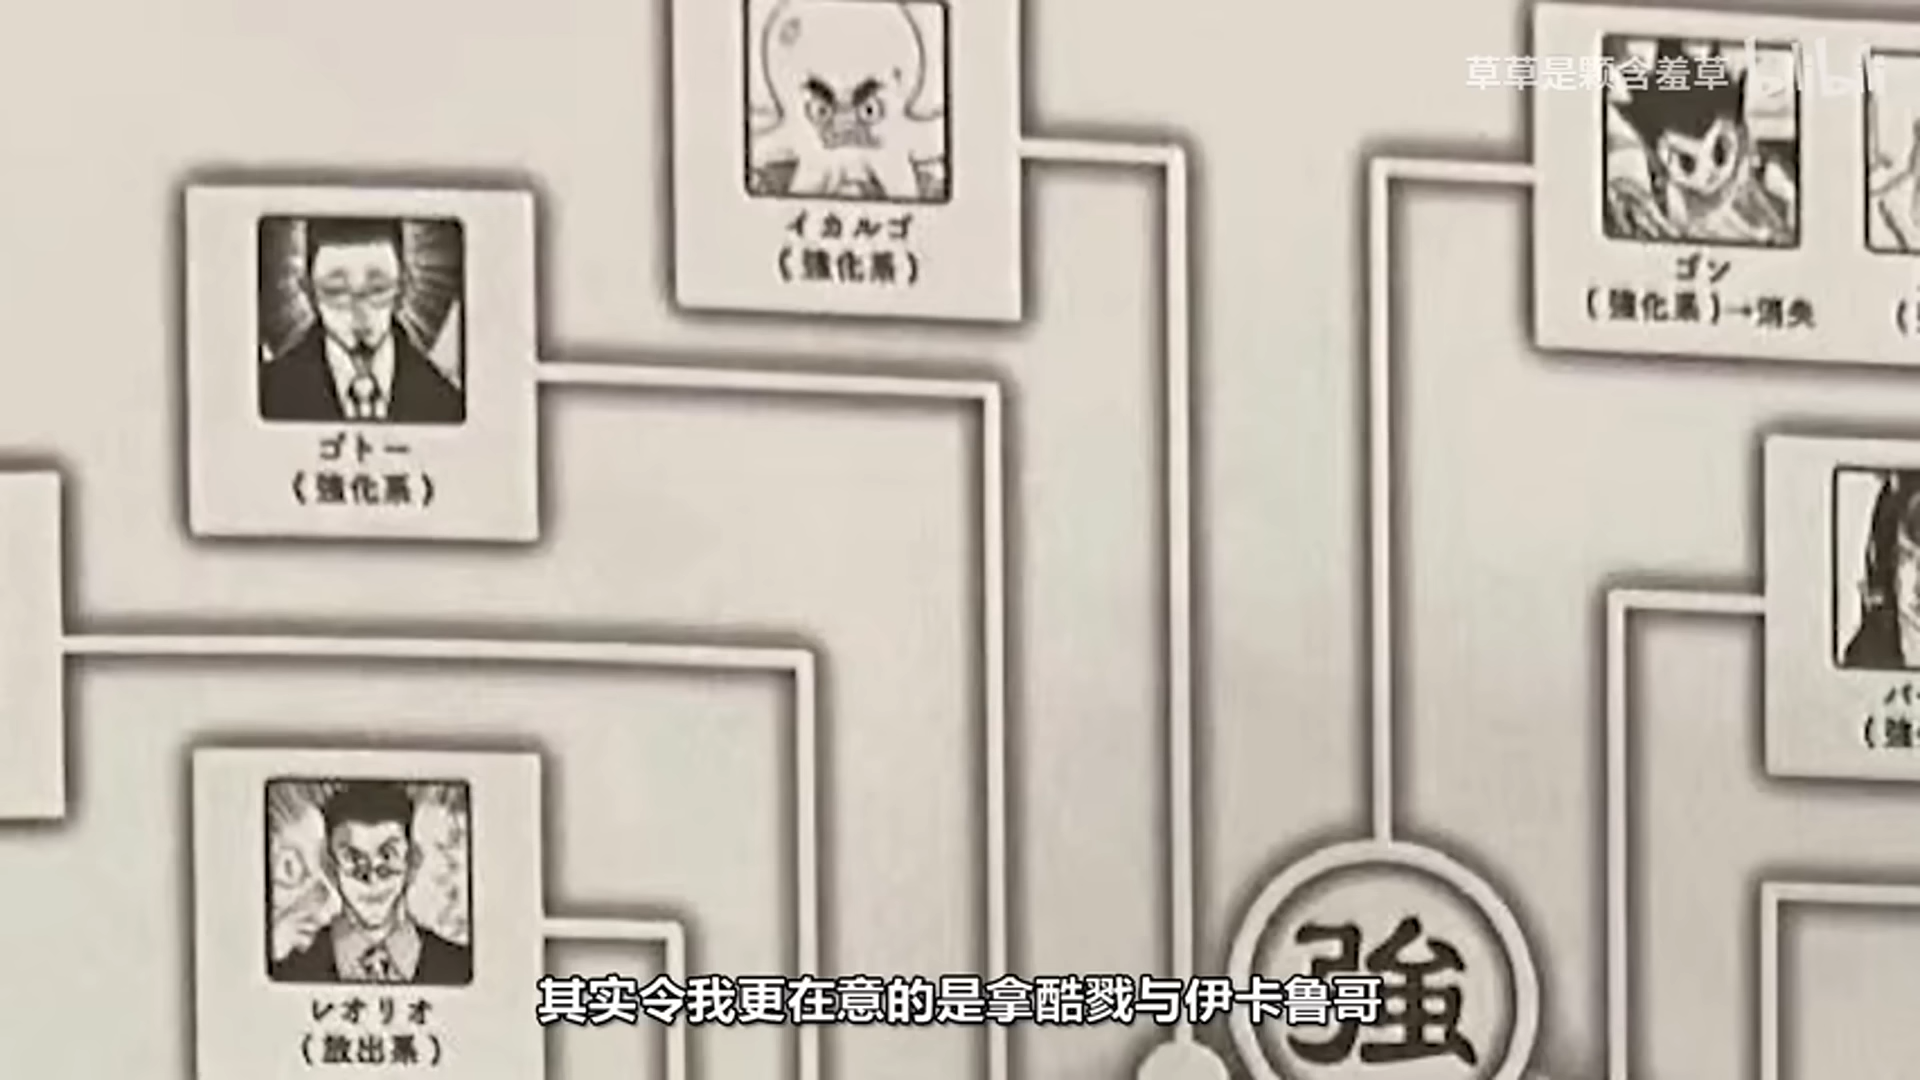 草草是颗含羞草 bilibili
イカルゴ
(強化系)
ゴン
(強化系)→消失
ゴトー
(強化系)
レオリオ
(放出系)
強
其实令我更在意的是拿酷戮与伊卡鲁哥